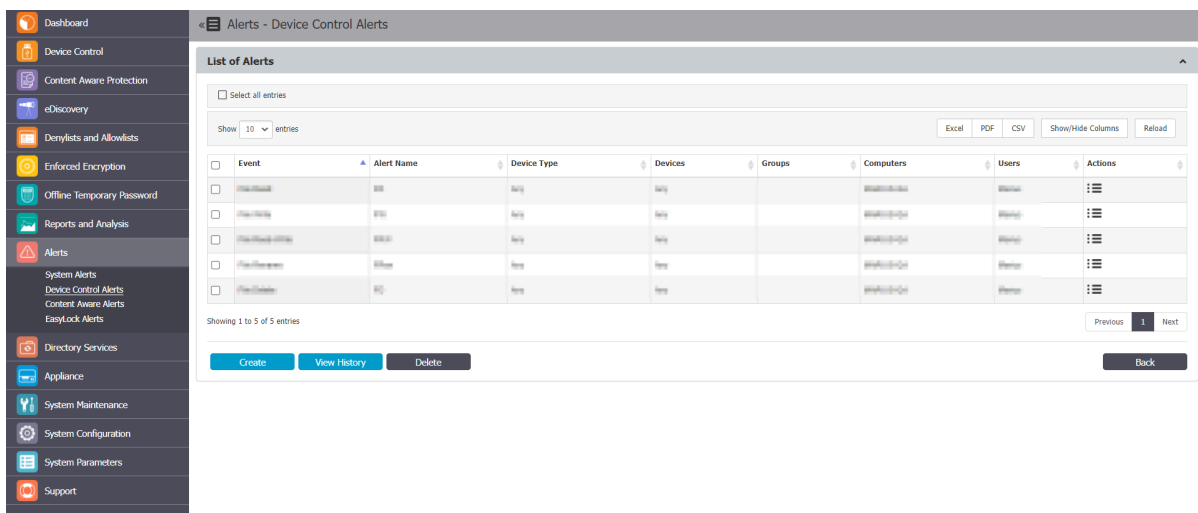 Dashboard
Device Control
Content Aware Protection
eDiscovery
Denylists and Allowlists
Enforced Encryption
Offline Temporary Password
Reports and Analysis
Alerts
System Alerts
Device Control Alerts
Content Aware Alerts
EasyLock Alerts
Directory Services
Appliance
System Maintenance
System Configuration
System Parameters
Support
« Alerts - Device Control Alerts
List of Alerts
Select all entries
Show 10 entries Excel PDF CSV Show/Hide Columns Reload
Event Alert Name Device Type Devices Groups Computers Users Actions
Showing 1 to 5 of 5 entries Previous 1 Next
Create View History Delete Back